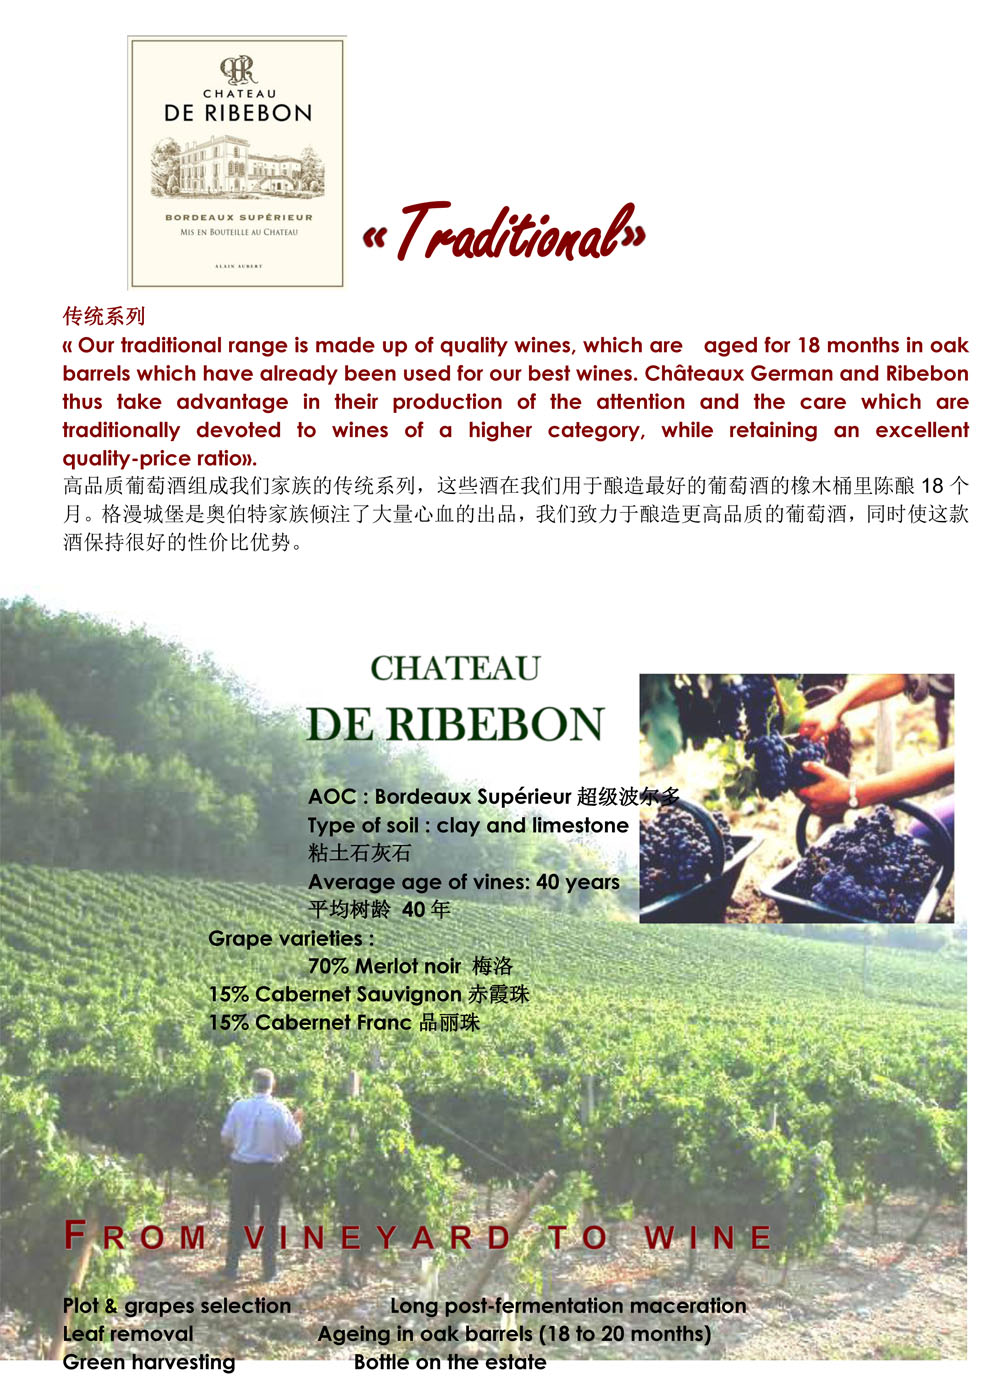 CHATEAU
DE RIBEBON
BORDEAUX SUPÉRIEUR
MIS EN BOUTEILLE AU CHATEAU
ALAIN AUBERT
«Traditional»
传统系列
« Our traditional range is made up of quality wines, which are aged for 18 months in oak
barrels which have already been used for our best wines. Châteaux German and Ribebon
thus take advantage in their production of the attention and the care which are
traditionally devoted to wines of a higher category, while retaining an excellent
quality-price ratio».
高品质葡萄酒组成我们家族的传统系列，这些酒在我们用于酿造最好的葡萄酒的橡木桶里陈酿 18 个
月。格漫城堡是奥伯特家族倾注了大量心血的出品，我们致力于酿造更高品质的葡萄酒，同时使这款
酒保持很好的性价比优势。
CHATEAU
DE RIBEBON
AOC : Bordeaux Supérieur 超级波尔多
Type of soil : clay and limestone
粘土石灰石
Average age of vines: 40 years
平均树龄 40 年
Grape varieties :
70% Merlot noir 梅洛
15% Cabernet Sauvignon 赤霞珠
15% Cabernet Franc 品丽珠
FROM VINEYARD TO WINE
Plot & grapes selection Long post-fermentation maceration
Leaf removal Ageing in oak barrels (18 to 20 months)
Green harvesting Bottle on the estate